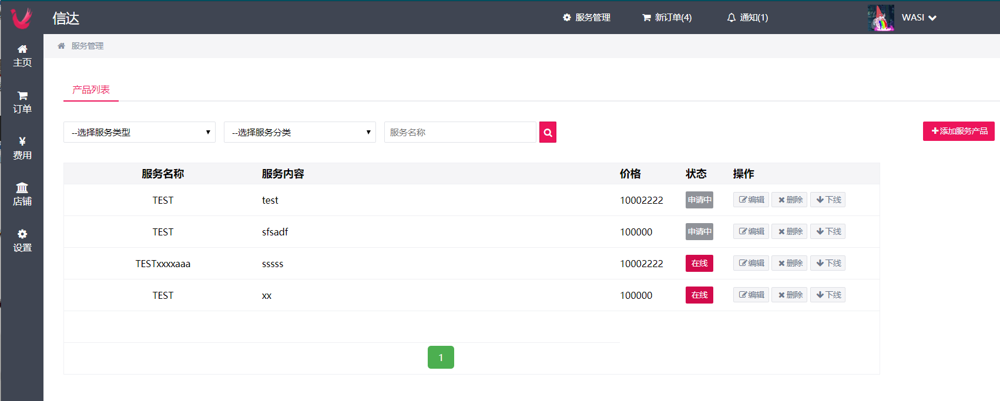 信达
服务管理
新订单(4)
通知(1)
WASI
主页
订单
费用
店铺
设置
服务管理
产品列表
--选择服务类型
--选择服务分类
服务名称
添加服务产品
服务名称 服务内容 价格 状态 操作
TEST test 10002222 申请中 编辑 删除 下线
TEST sfsadf 100000 申请中 编辑 删除 下线
TESTxxxxaaa sssss 10002222 在线 编辑 删除 下线
TEST xx 100000 在线 编辑 删除 下线
1